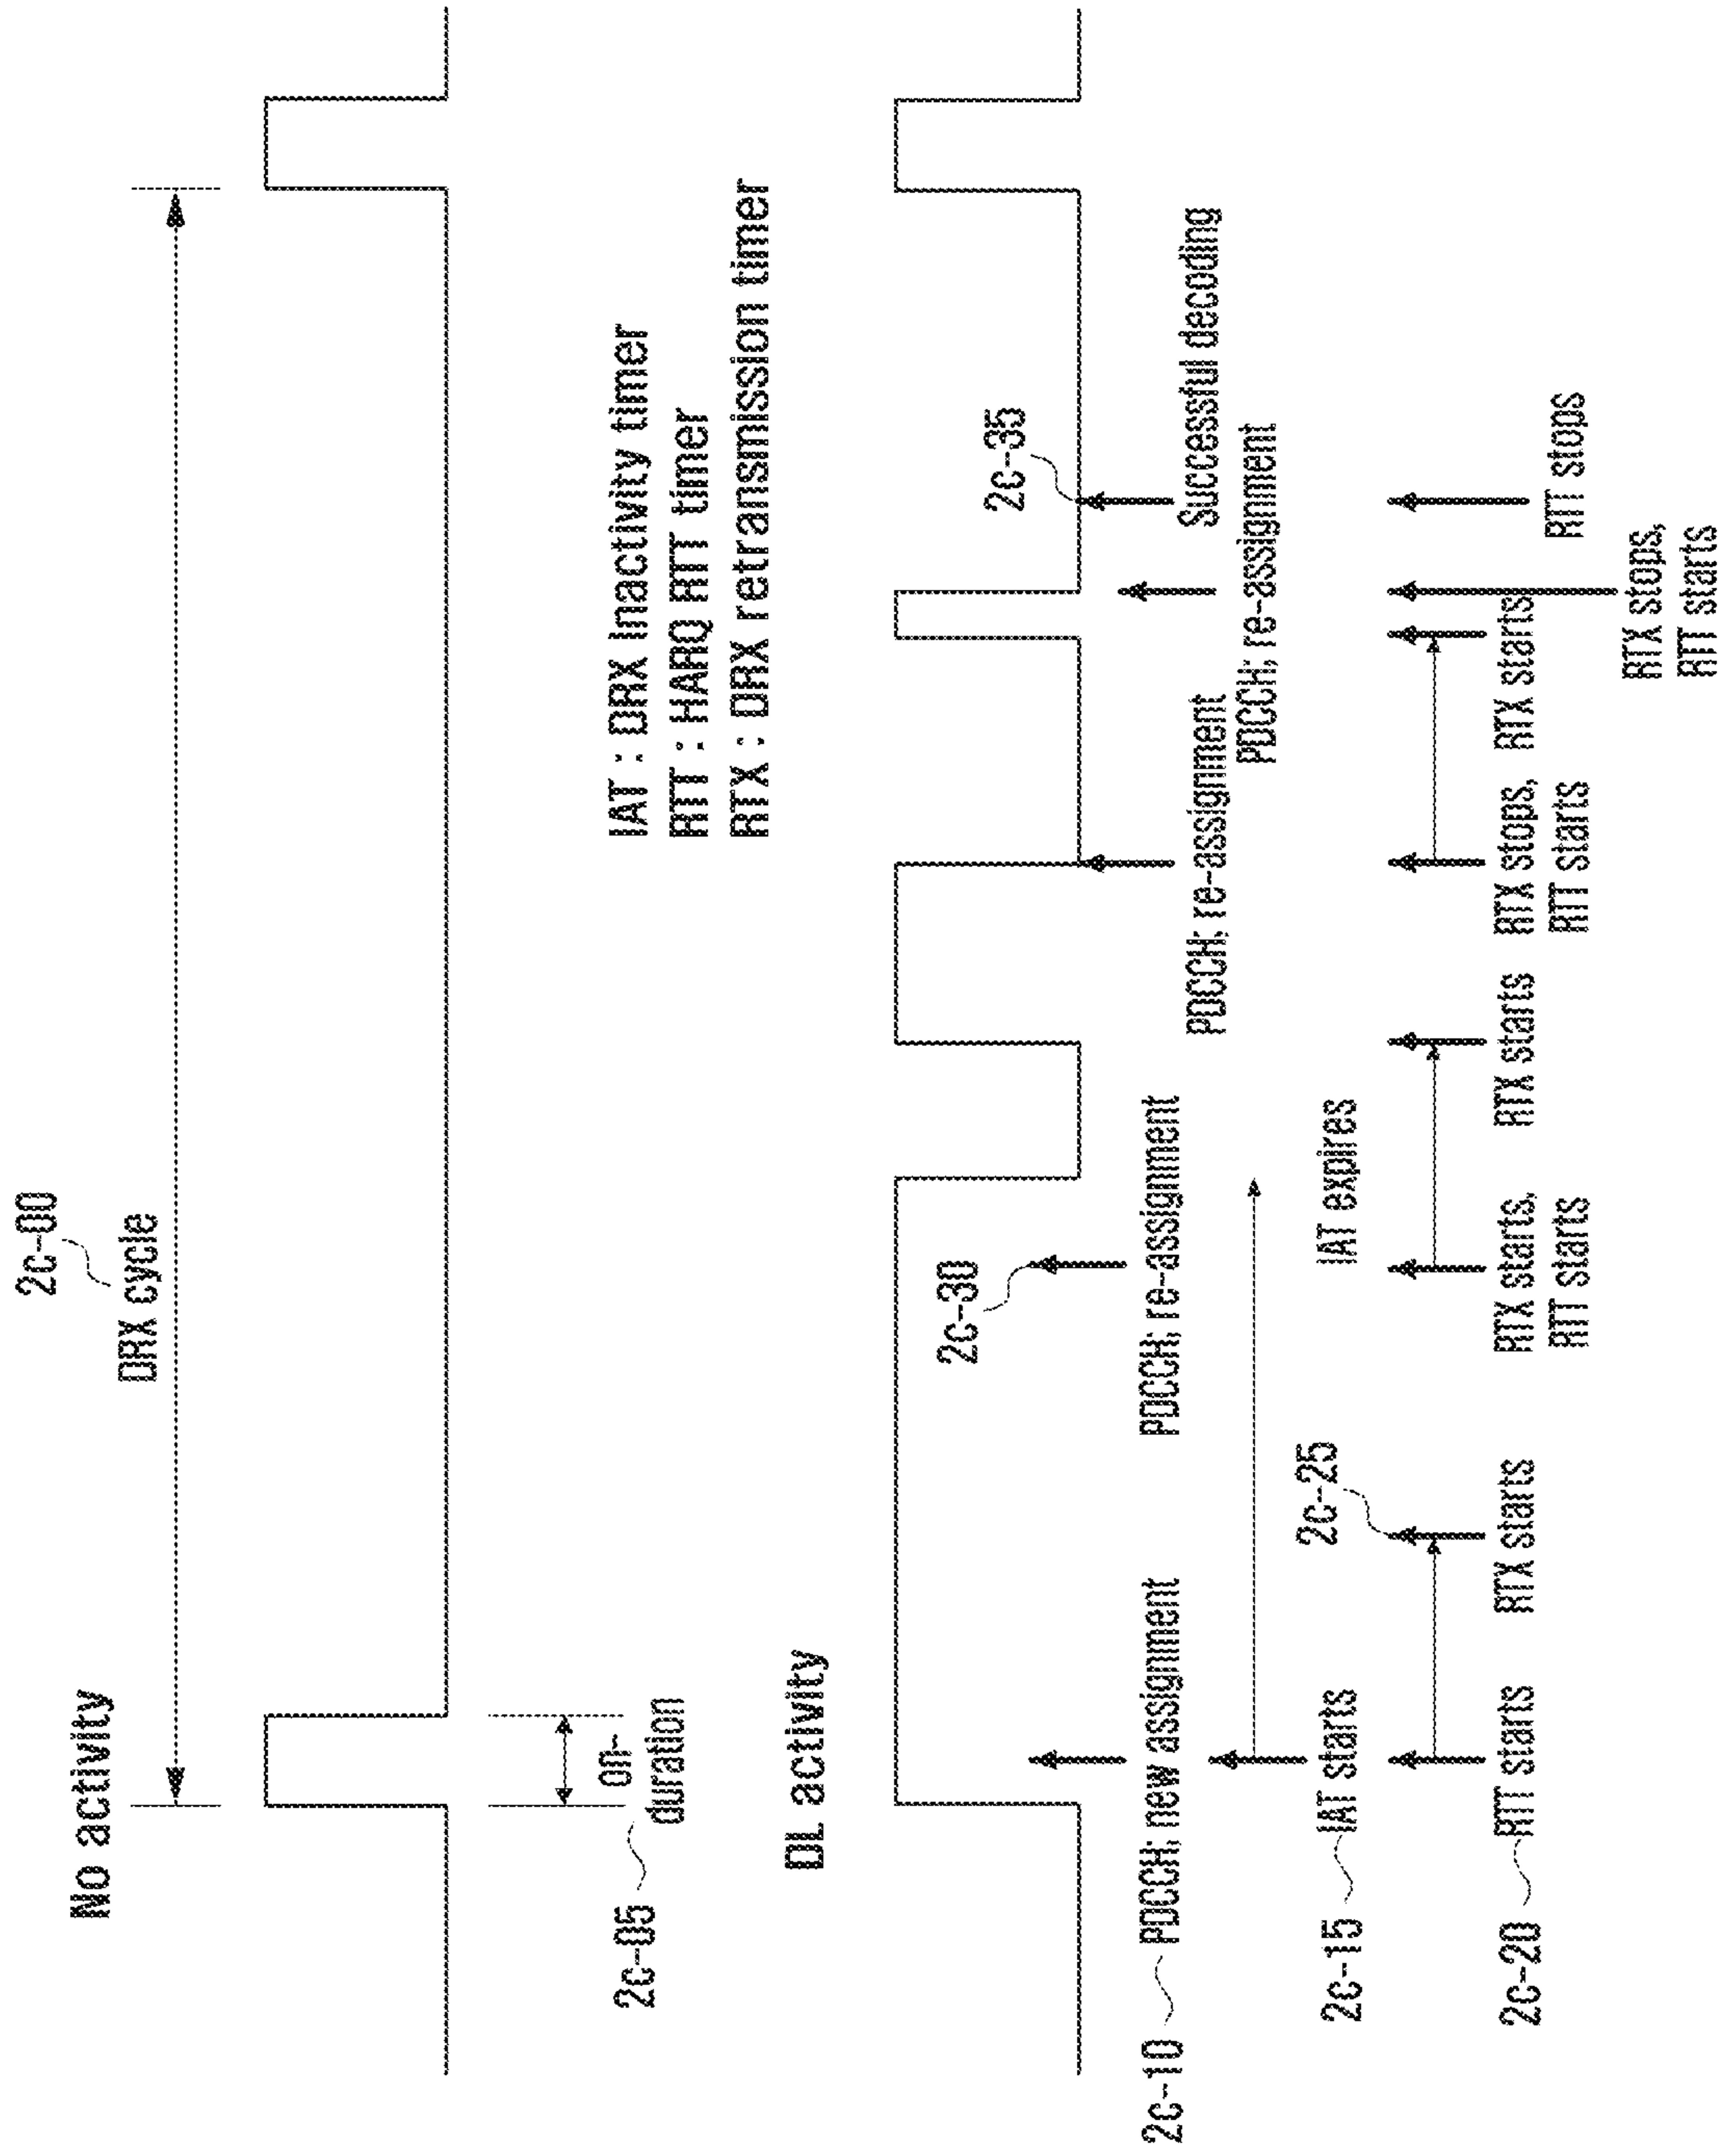 No activity
2c-00
DRX cycle
on-
duration
2c-05
IAT : DRX Inactivity timer
RTT : HARQ RTT timer
RTX : DRX retransmission timer
DL activity
2c-30
2c-35
2c-10
PDCCH; new assignment
PDCCH; re-assignment
PDCCH; re-assignment
Successful decoding
PDCCH; re-assignment
2c-15
IAT starts
2c-25
IAT expires
2c-20
RTT starts
RTX starts
RTX starts,
RTT starts
RTX starts
RTX stops,
RTT starts
RTX starts
RTT stops
RTX stops,
RTT starts